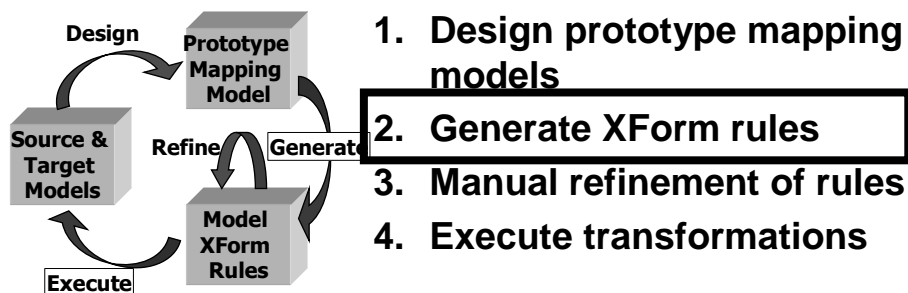 Design
Prototype
Mapping
Model
Source &
Target
Models
Refine
Generate
Model
XForm
Rules
Execute
1. Design prototype mapping
models
2. Generate XForm rules
3. Manual refinement of rules
4. Execute transformations